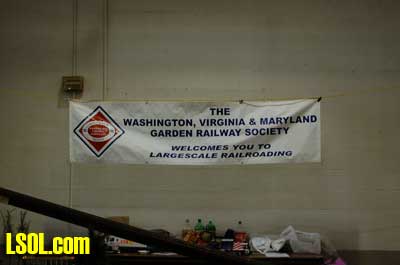 THE
WASHINGTON, VIRGINIA & MARYLAND
GARDEN RAILWAY SOCIETY
WELCOMES YOU TO
LARGESCALE RAILROADING
LSOL.com